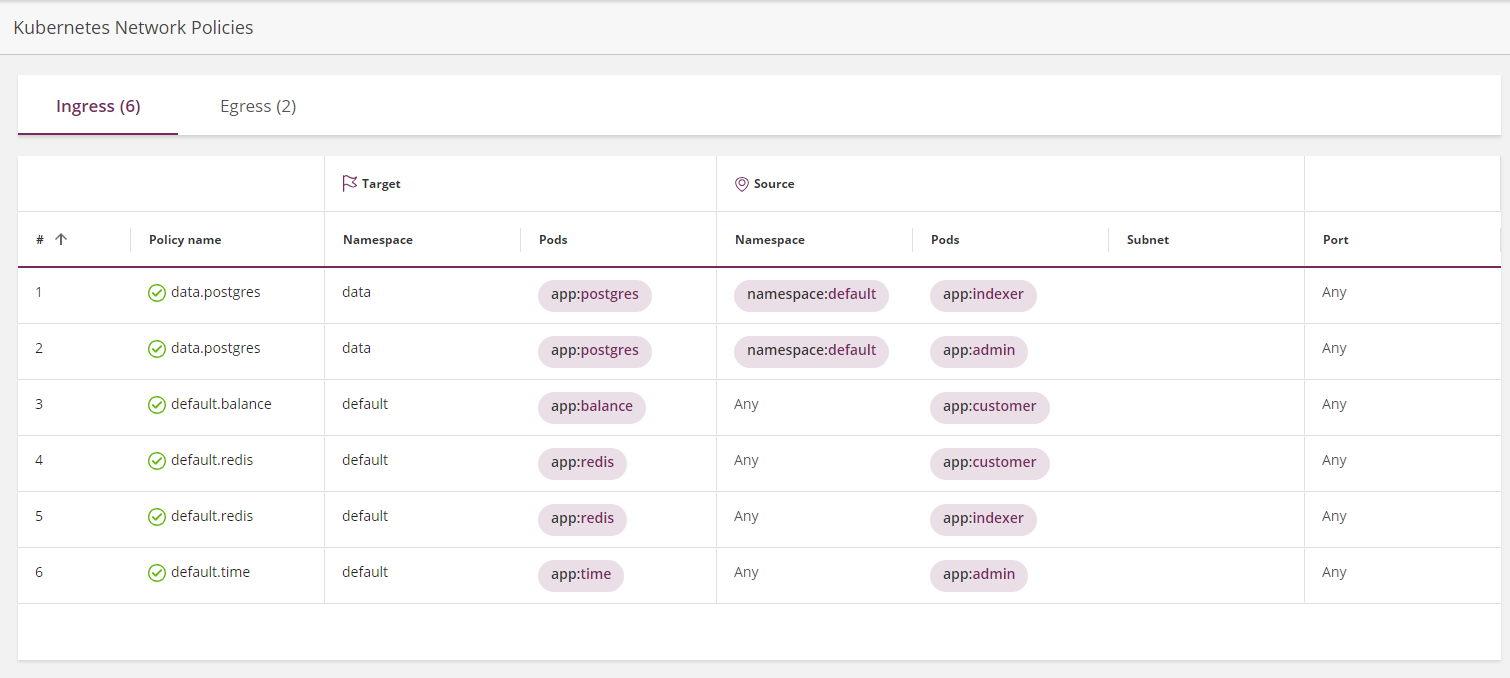 Kubernetes Network Policies
Ingress (6) Egress (2)
Target Source
# Policy name Namespace Pods Namespace Pods Subnet Port
1 data.postgres data app:postgres namespace:default app:indexer Any
2 data.postgres data app:postgres namespace:default app:admin Any
3 default.balance default app:balance Any app:customer Any
4 default.redis default app:redis Any app:customer Any
5 default.redis default app:redis Any app:indexer Any
6 default.time default app:time Any app:admin Any